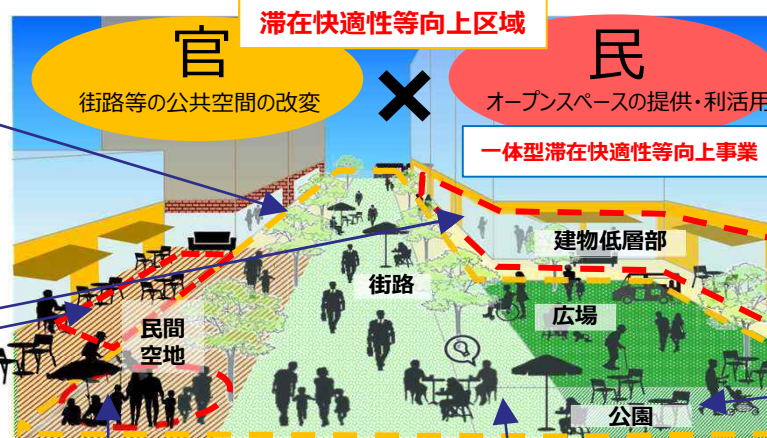 滞在快適性等向上区域
官
街路等の公共空間の改変
×
民
オープンスペースの提供・利活用
一体型滞在快適性等向上事業
建物低層部
街路
広場
民間
空地
公園